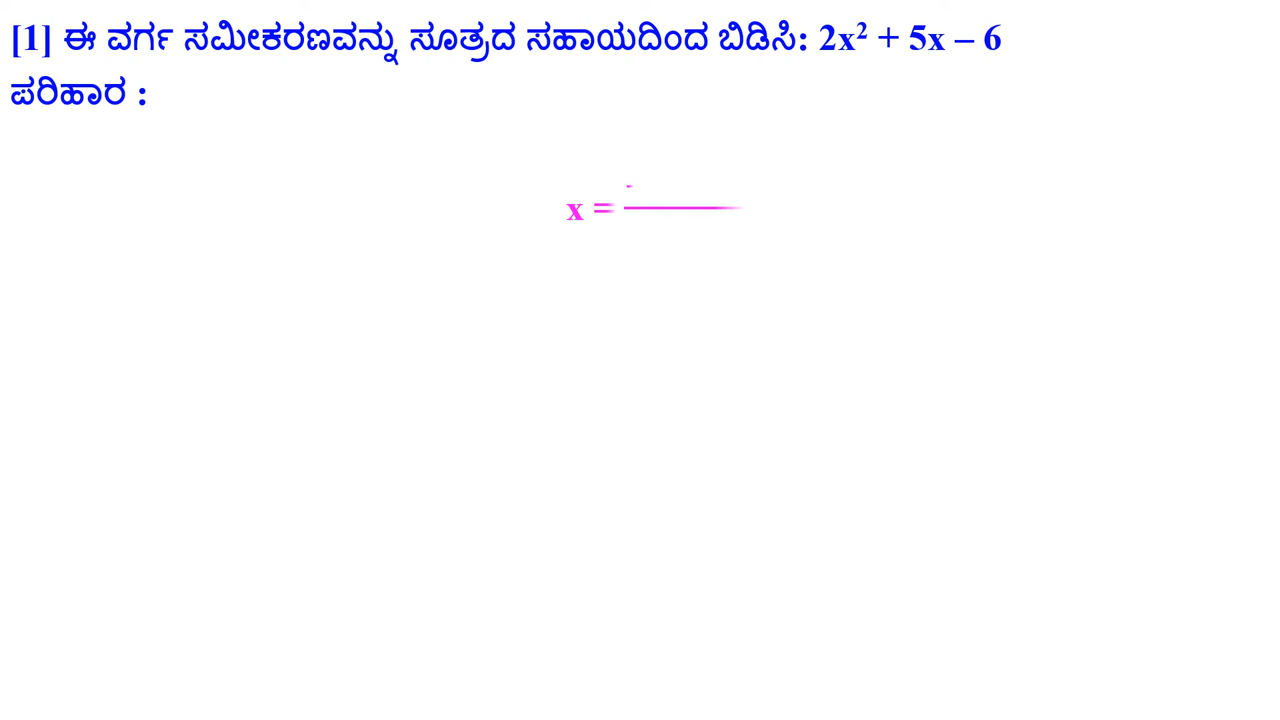 [1] ಈ ವರ್ಗ ಸಮೀಕರಣವನ್ನು ಸೂತ್ರದ ಸಹಾಯದಿಂದ ಬಿಡಿಸಿ: 2x² + 5x – 6
ಪರಿಹಾರ :
x =